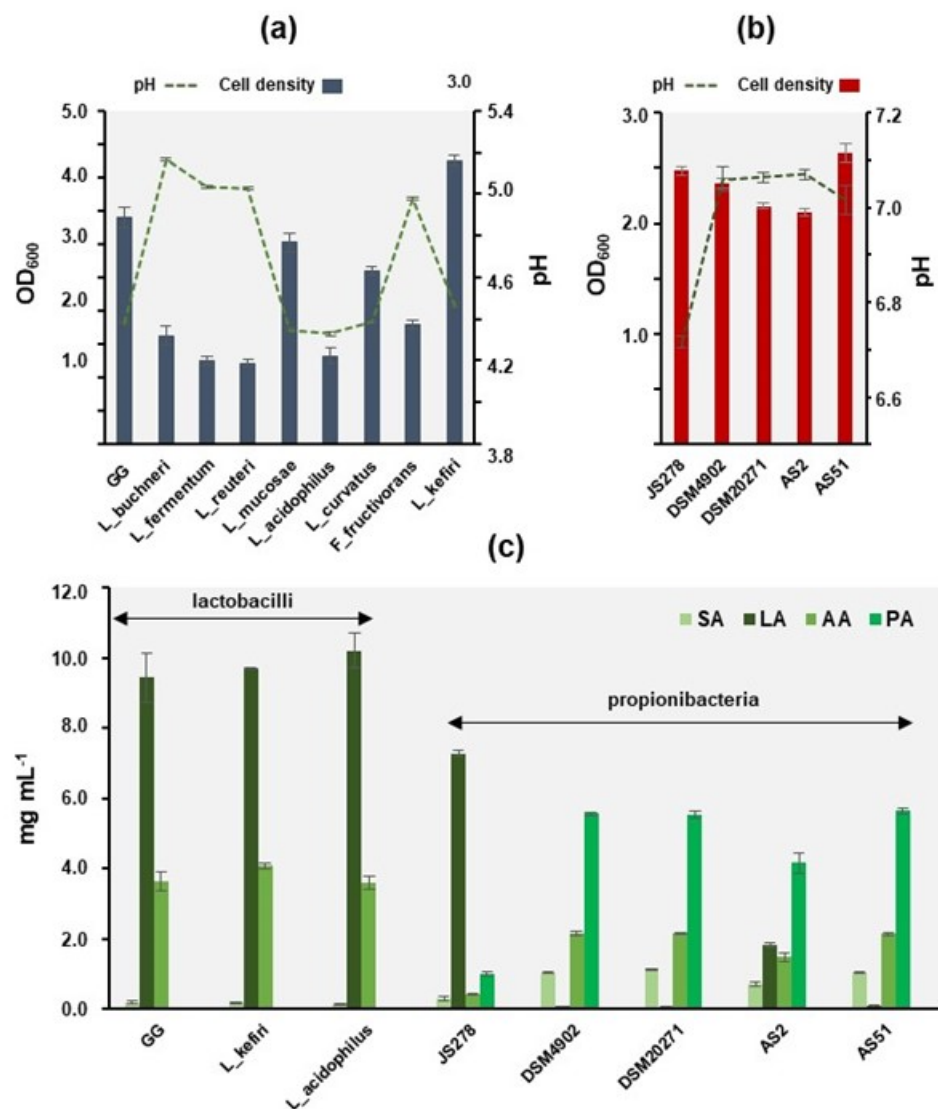 (a)
pH
Cell density
3.0
5.0
4.0
3.0
2.0
1.0
OD600
5.4
5.0
4.6
4.2
3.8
pH
GG
L_buchneri
L_fermentum
L_reuteri
L_mucosae
L_acidophilus
L_curvatus
F_fructivorans
L_kefiri
(b)
pH
Cell density
3.0
2.0
1.0
OD600
7.2
7.0
6.8
6.6
pH
JS278
DSM4902
DSM20271
AS2
AS51
(c)
12.0
10.0
8.0
6.0
4.0
2.0
0.0
mg mL-1
lactobacilli
SA LA AA PA
propionibacteria
GG
L_kefiri
L_acidophilus
JS278
DSM4902
DSM20271
AS2
AS51